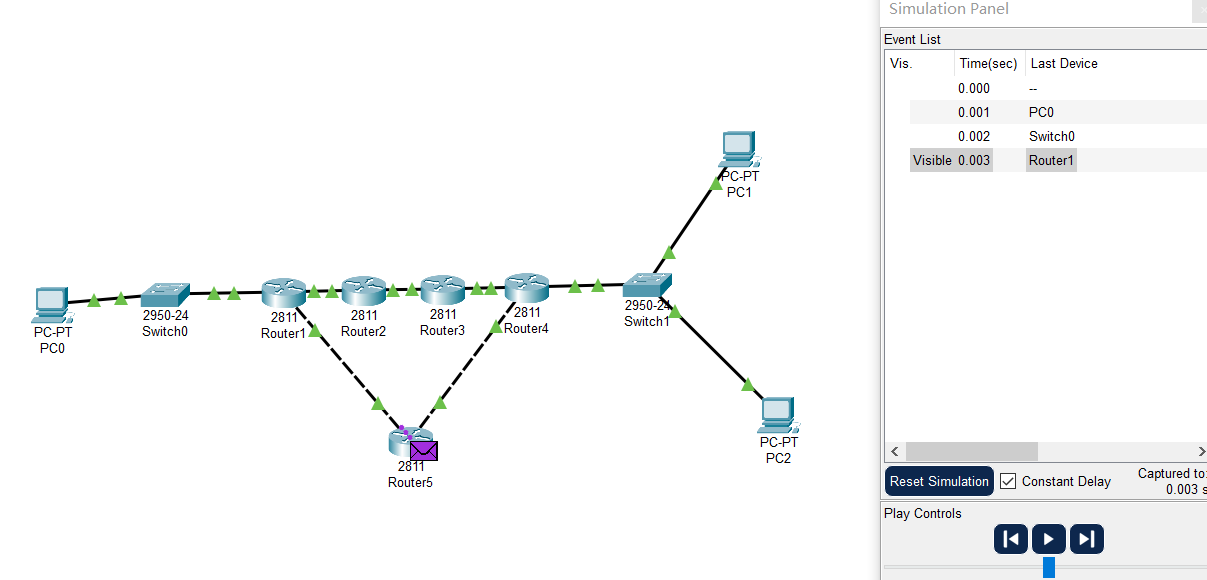 Simulation Panel
Event List
Vis. Time(sec) Last Device
0.000 --
0.001 PC0
0.002 Switch0
Visible 0.003 Router1
PC-PT
PC1
PC-PT
PC0
2950-24
Switch0
2811
Router1
2811
Router2
2811
Router3
2811
Router4
2950-24
Switch1
PC-PT
PC2
2811
Router5
Reset Simulation Constant Delay Captured to:
0.003 s
Play Controls